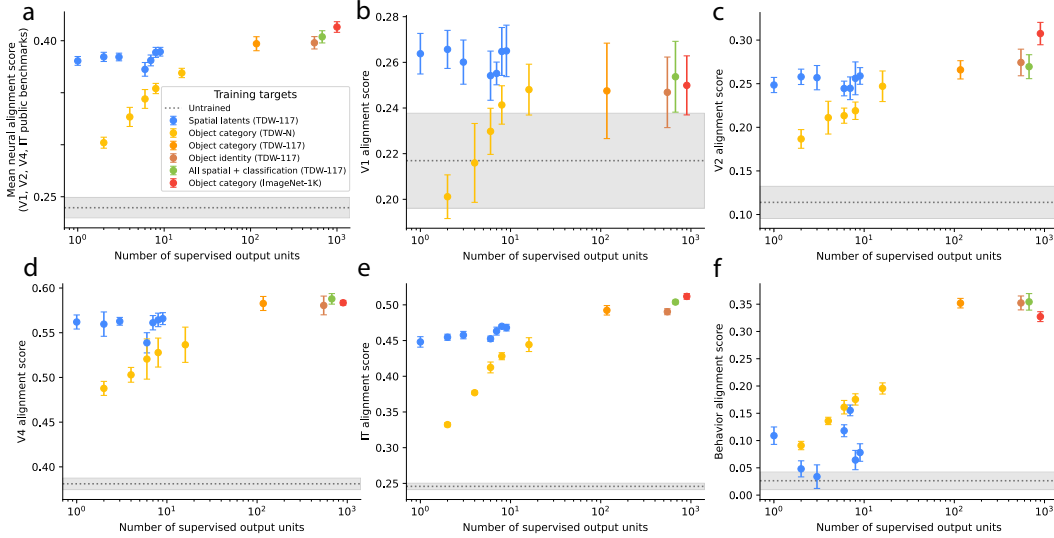 a
Mean neural alignment score
(V1, V2, V4, IT public benchmarks)
0.40
0.25
Training targets
Untrained
Spatial latents (TDW-117)
Object category (TDW-N)
Object category (TDW-117)
Object identity (TDW-117)
All spatial + classification (TDW-117)
Object category (ImageNet-1K)
10⁰
10¹
10²
10³
Number of supervised output units
b
V1 alignment score
0.28
0.26
0.24
0.22
0.20
10⁰
10¹
10²
10³
Number of supervised output units
c
V2 alignment score
0.30
0.25
0.20
0.15
0.10
10⁰
10¹
10²
10³
Number of supervised output units
d
V4 alignment score
0.60
0.55
0.50
0.45
0.40
10⁰
10¹
10²
10³
Number of supervised output units
e
IT alignment score
0.45
0.35
0.25
10⁰
10¹
10²
10³
Number of supervised output units
f
Behavior alignment score
0.35
0.30
0.25
0.20
0.15
0.10
0.05
0.00
10⁰
10¹
10²
10³
Number of supervised output units